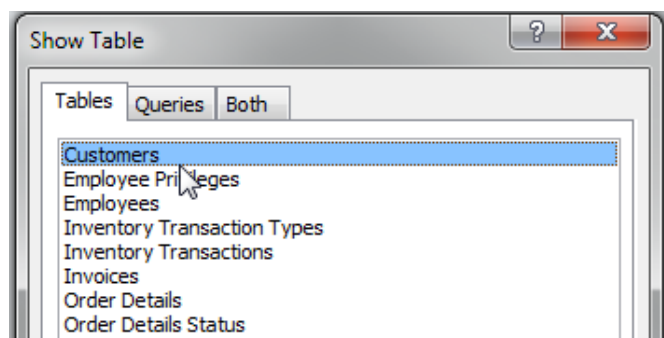 Show Table
?
X
Tables Queries Both
Customers
Employee Privileges
Employees
Inventory Transaction Types
Inventory Transactions
Invoices
Order Details
Order Details Status